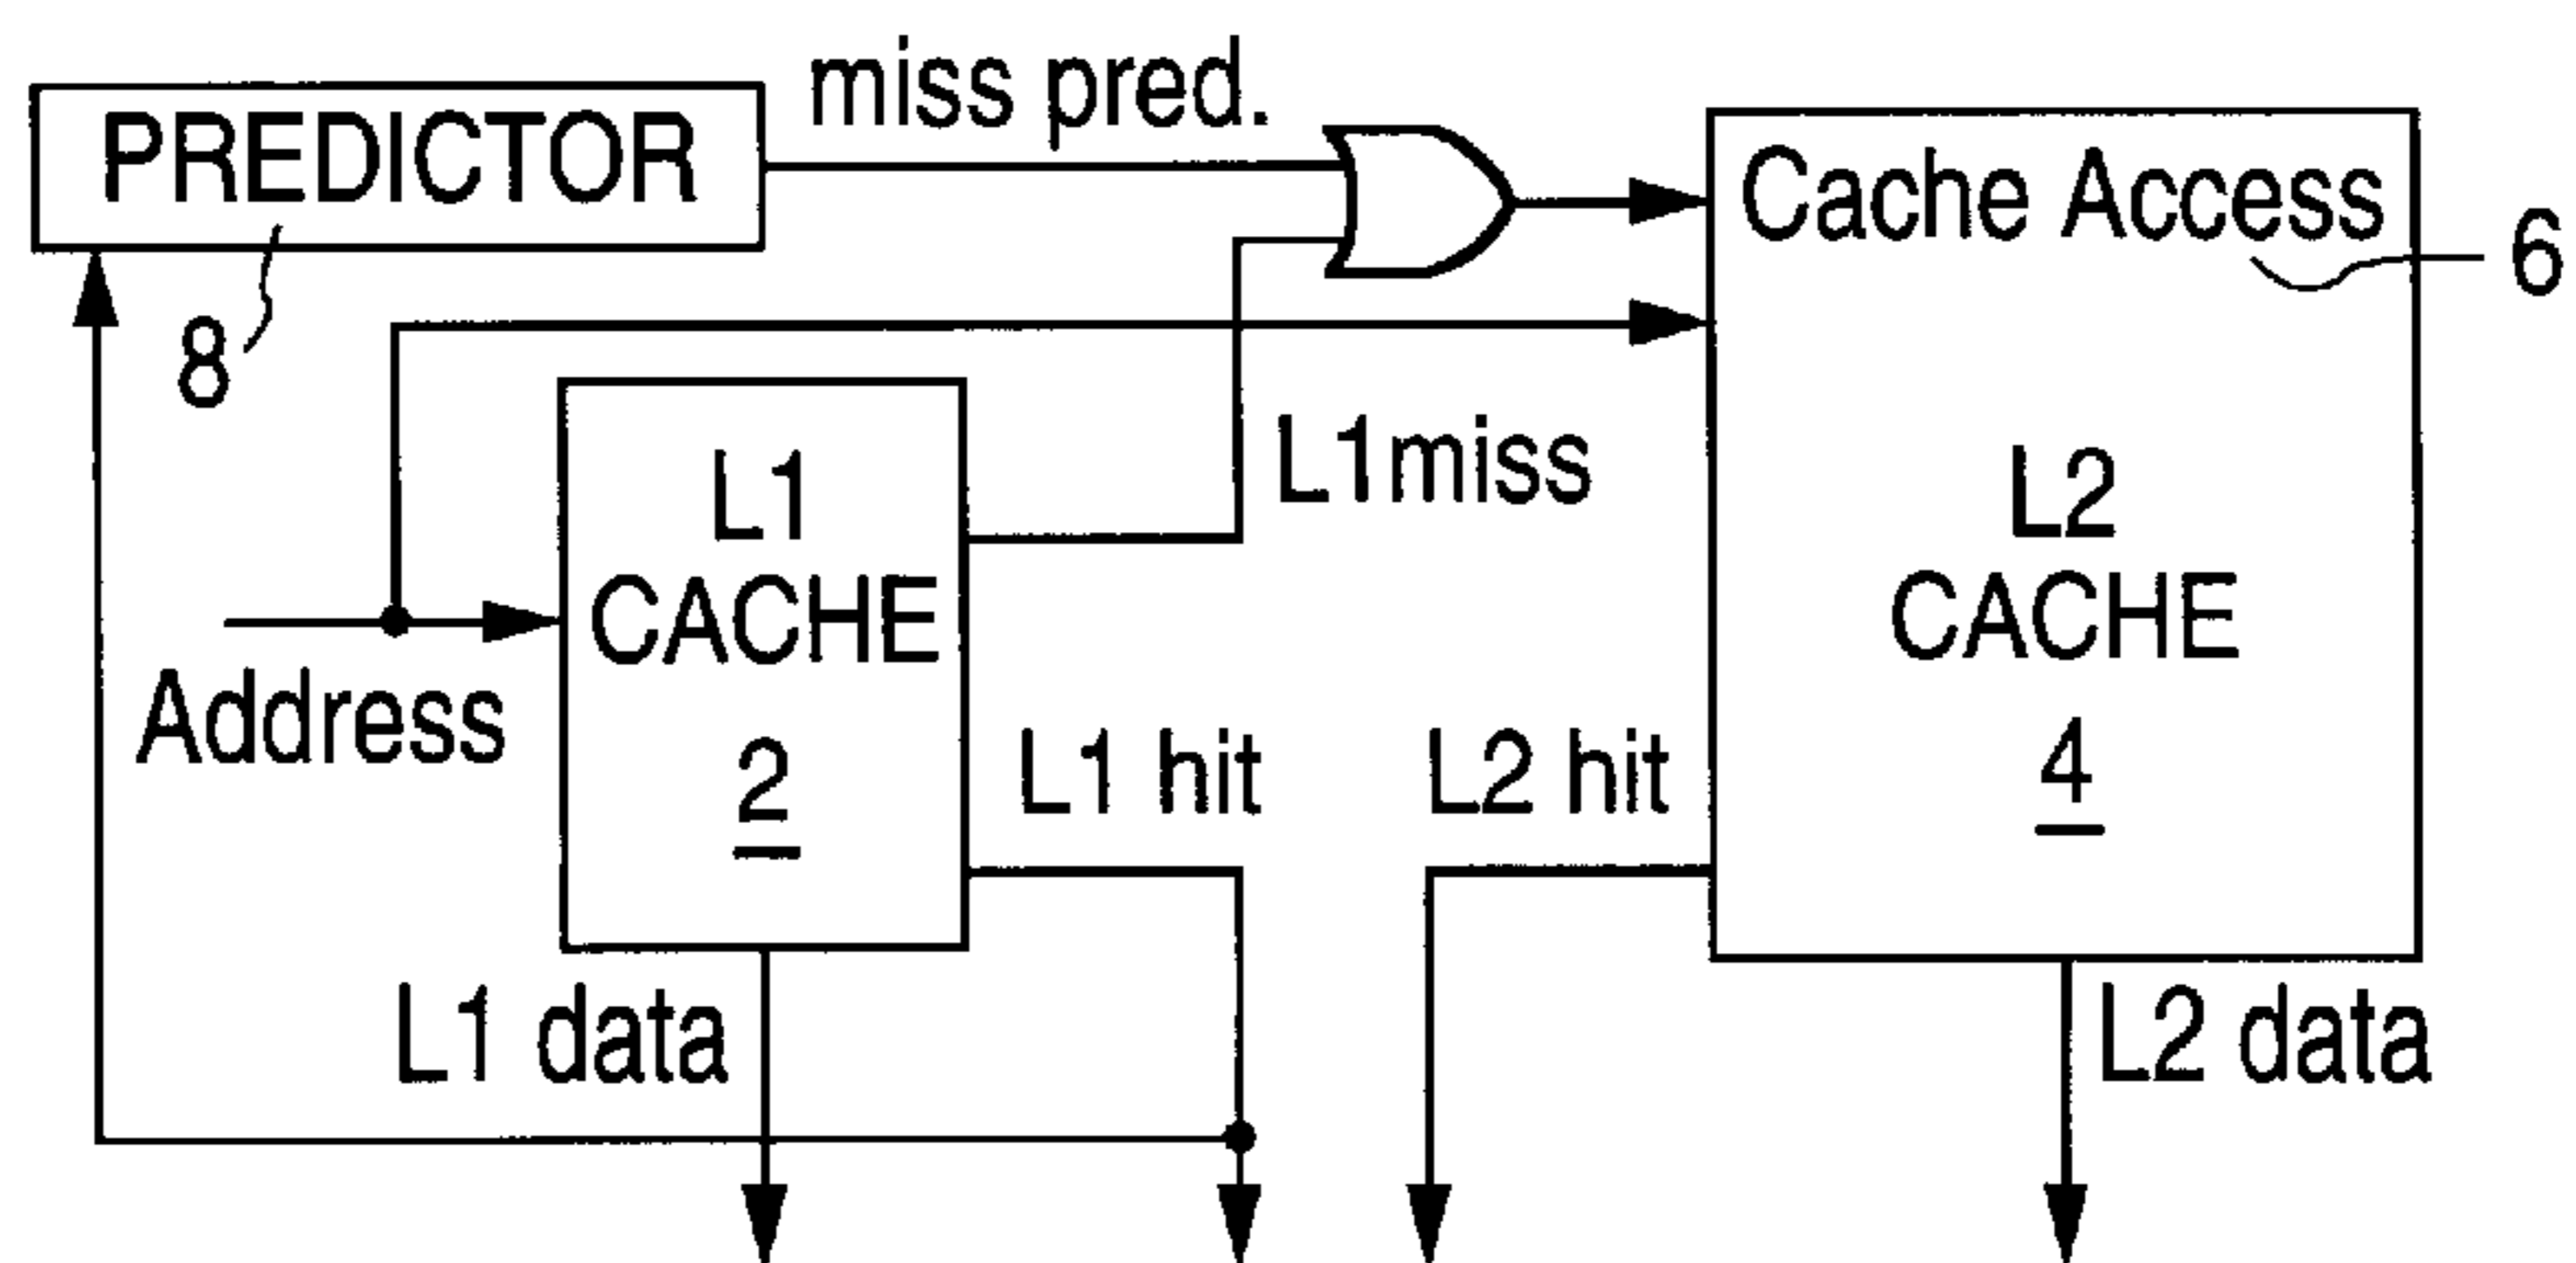 miss pred.
PREDICTOR
Cache Access
6
8
L1miss
L1
CACHE
2
L2
CACHE
4
Address
L1 hit
L2 hit
L1 data
L2 data